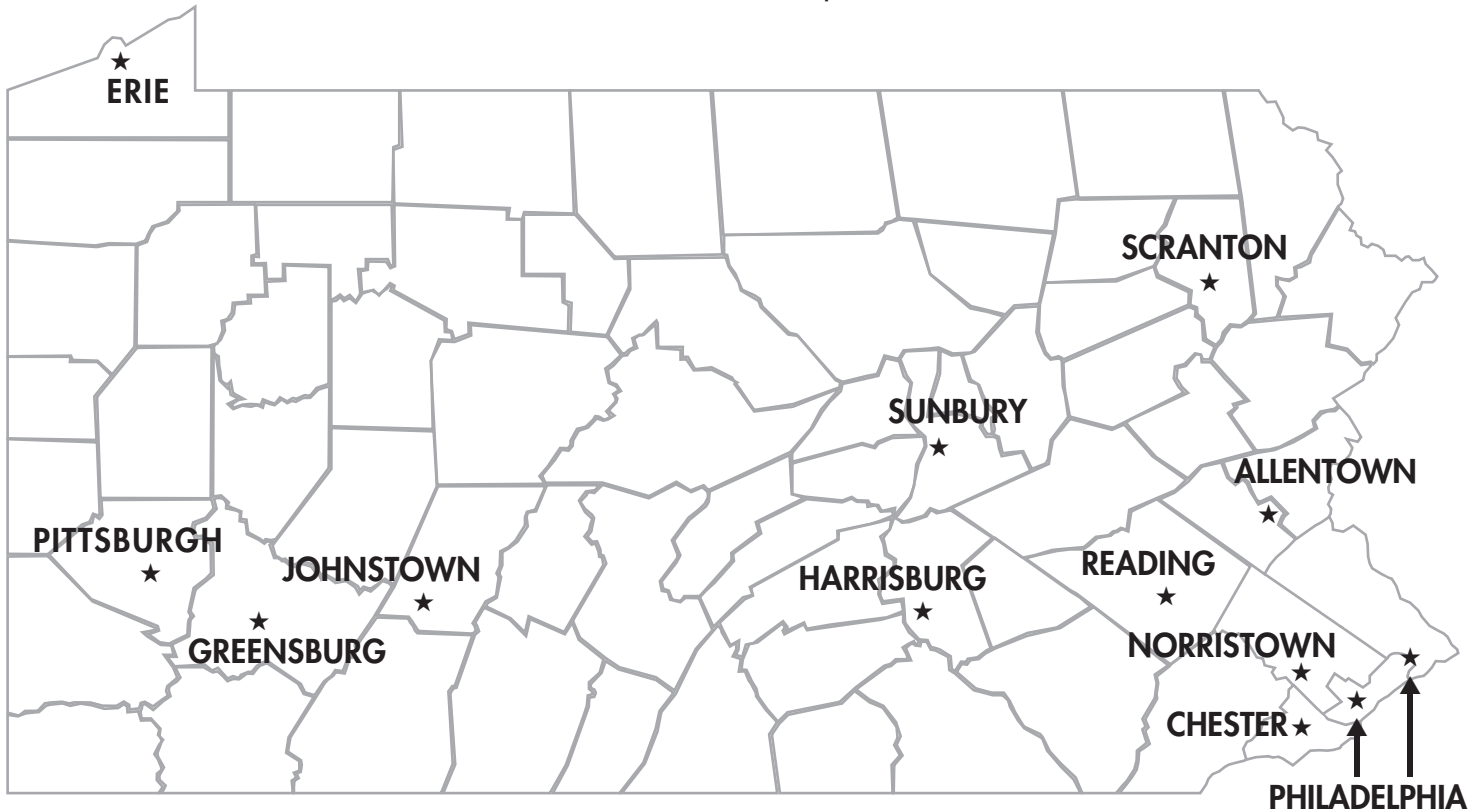 ERIE
SCRANTON
SUNBURY
ALLENTOWN
PITTSBURGH
JOHNSTOWN
HARRISBURG
READING
GREENSBURG
NORRISTOWN
CHESTER
PHILADELPHIA